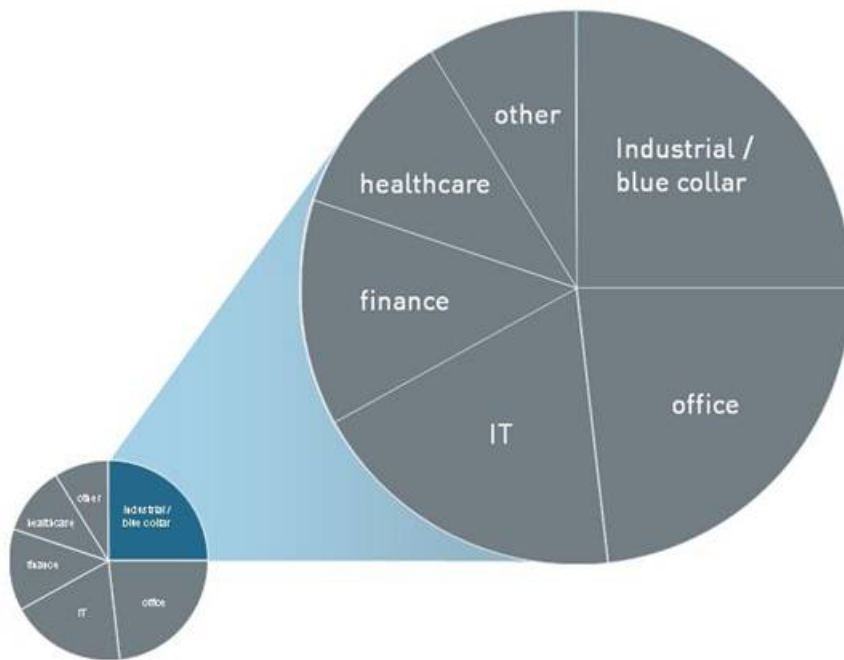 other
Industrial /
blue collar
healthcare
finance
office
IT
other
Industrial /
blue collar
healthcare
finance
office
IT